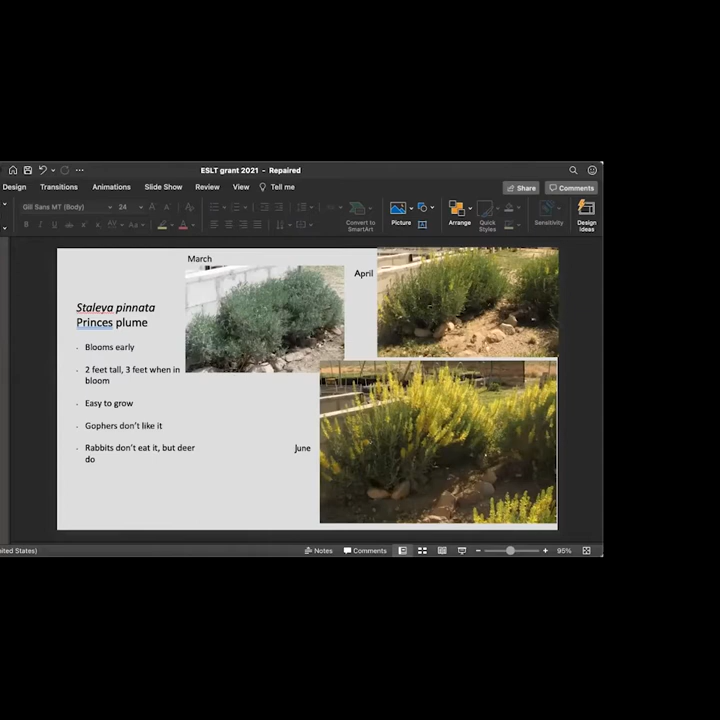 ESLT grant 2021 - Repaired
Design Transitions Animations Slide Show Review View Tell me
Share Comments
Gill Sans MT (Body) 24
Convert to SmartArt
Picture
Arrange
Quick Styles
Sensitivity
Design Ideas
March
April
Staleya pinnata
Princes plume
Blooms early
2 feet tall, 3 feet when in
bloom
Easy to grow
Gophers don't like it
Rabbits don't eat it, but deer
do
June
ited States)
Notes Comments 95%